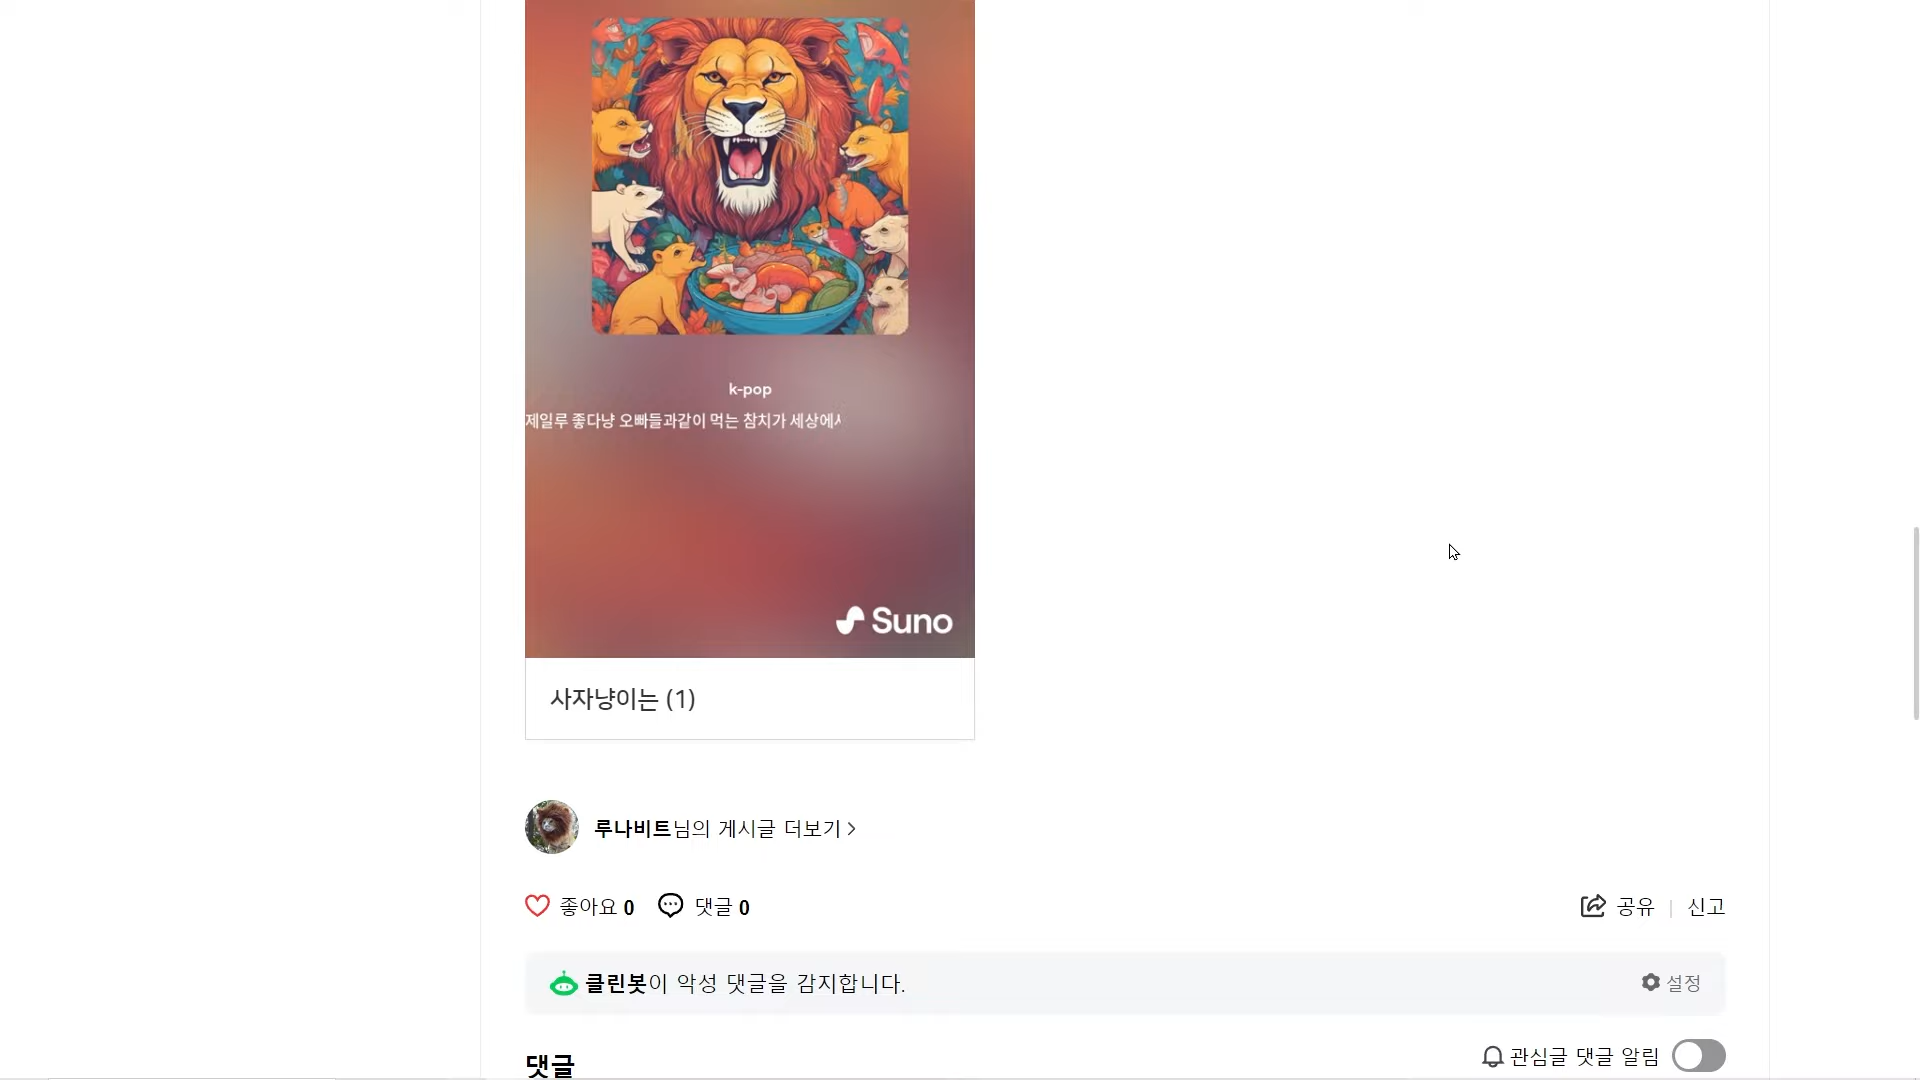 k-pop
제일루 좋다냥 오빠들과같이 먹는 참치가 세상에
Suno
사자냥이는 (1)
루나비트님의 게시글 더보기
좋아요 0 댓글 0 공유 신고
클린봇이 악성 댓글을 감지합니다. 설정
댓글 관심글 댓글 알림